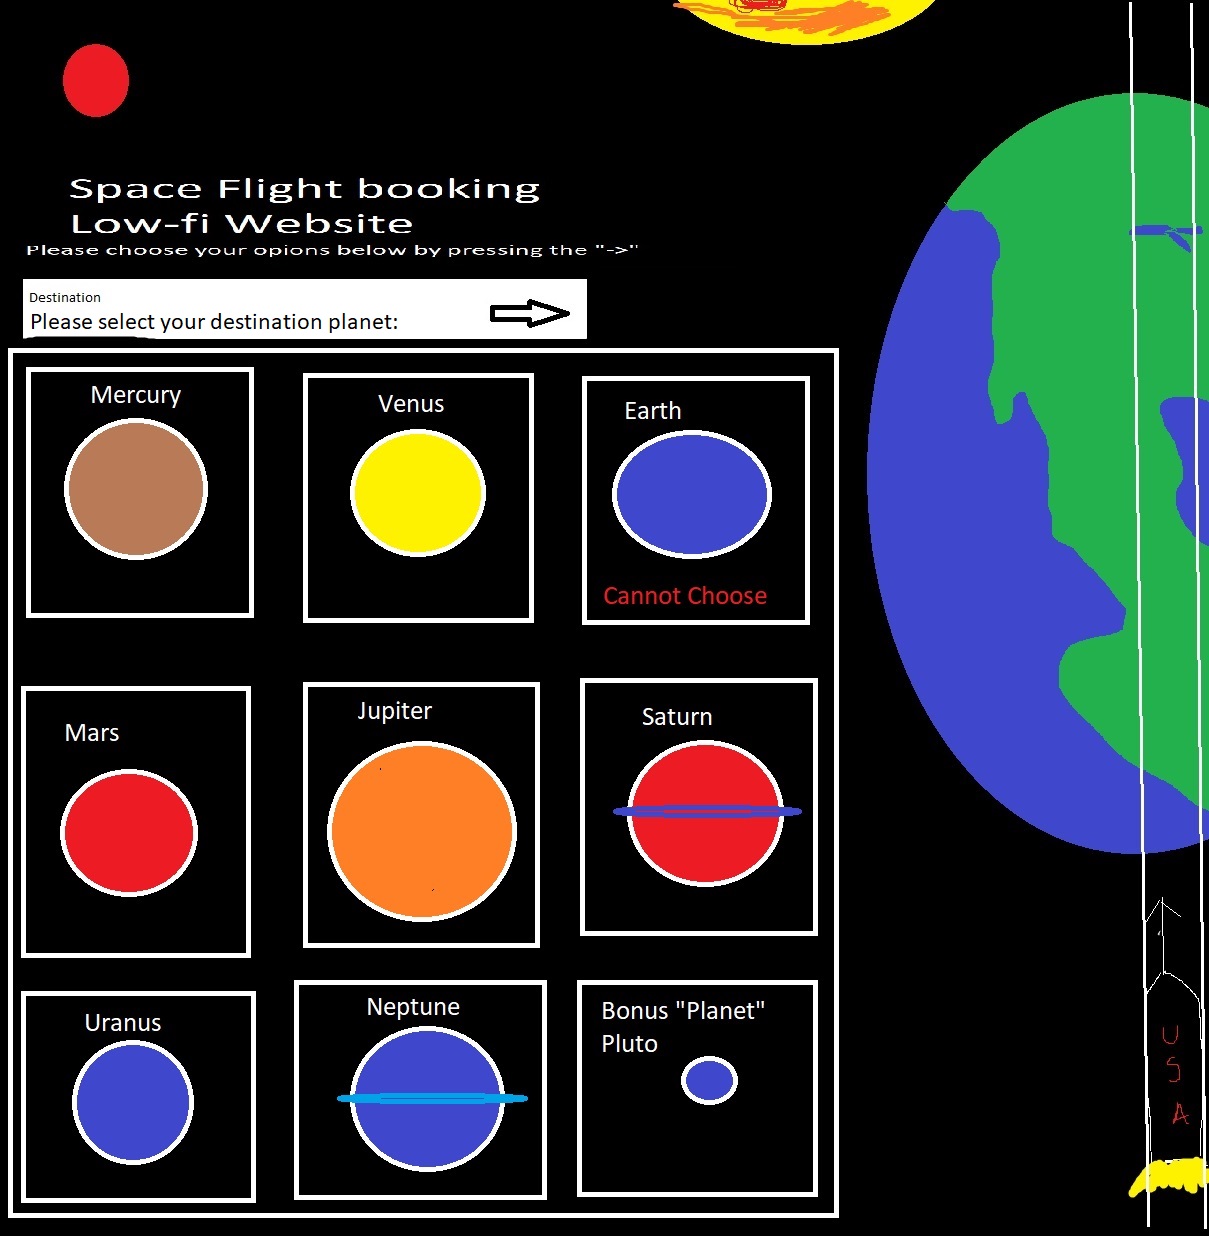 Space Flight booking
Low-fi Website
Please choose your opions below by pressing the "->"
Destination
Please select your destination planet:
Mercury
Venus
Earth
Cannot Choose
Mars
Jupiter
Saturn
Uranus
Neptune
Bonus "Planet"
Pluto
U
S
A